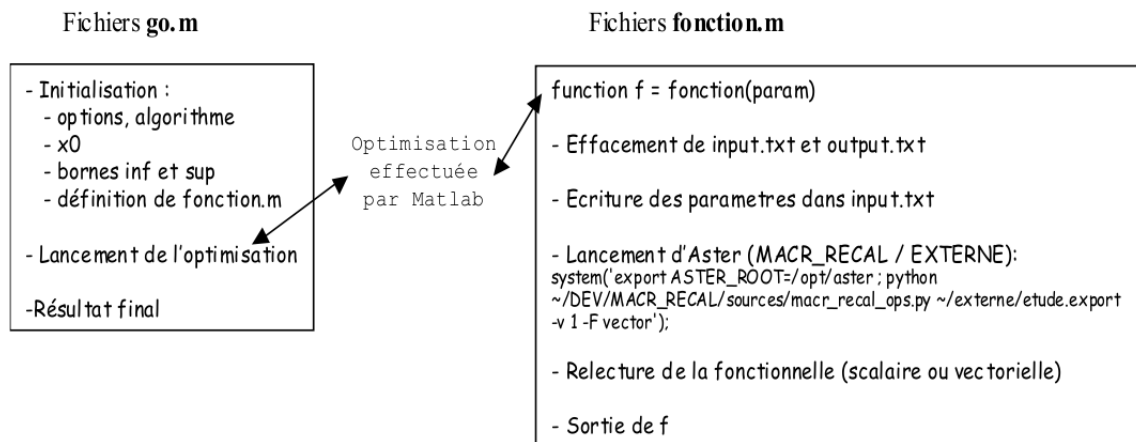 Fichiers go.m
- Initialisation :
- options, algorithme
- x0
- bornes inf et sup
- définition de fonction.m
- Lancement de l'optimisation
-Résultat final
Optimisation
effectuée
par Matlab
Fichiers fonction.m
function f = fonction(param)
- Effacement de input.txt et output.txt
- Ecriture des parametres dans input.txt
- Lancement d'Aster (MACR_RECAL / EXTERNE):
system('export ASTER_ROOT=/opt/aster ; python
~/DEV/MACR_RECAL/sources/macr_recal_ops.py ~/externe/etude.export
-v 1 -F vector');
- Relecture de la fonctionnelle (scalaire ou vectorielle)
- Sortie de f